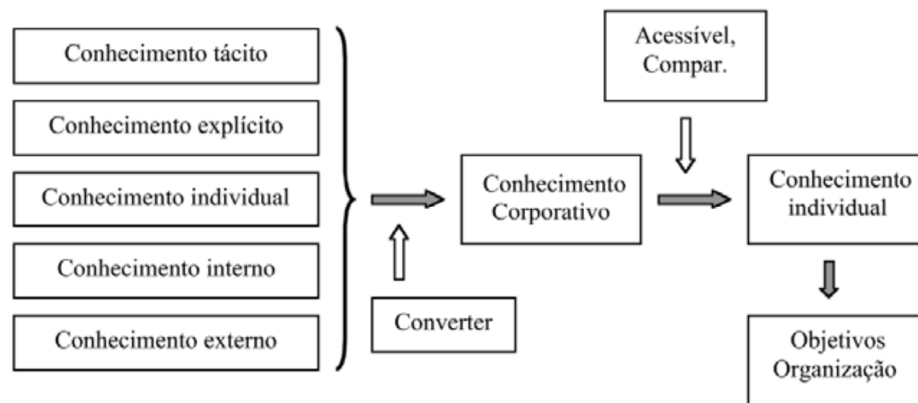 Conhecimento tácito
Conhecimento explícito
Conhecimento individual
Conhecimento interno
Conhecimento externo
Converter
Conhecimento
Corporativo
Acessível,
Compar.
Conhecimento
individual
Objetivos
Organização